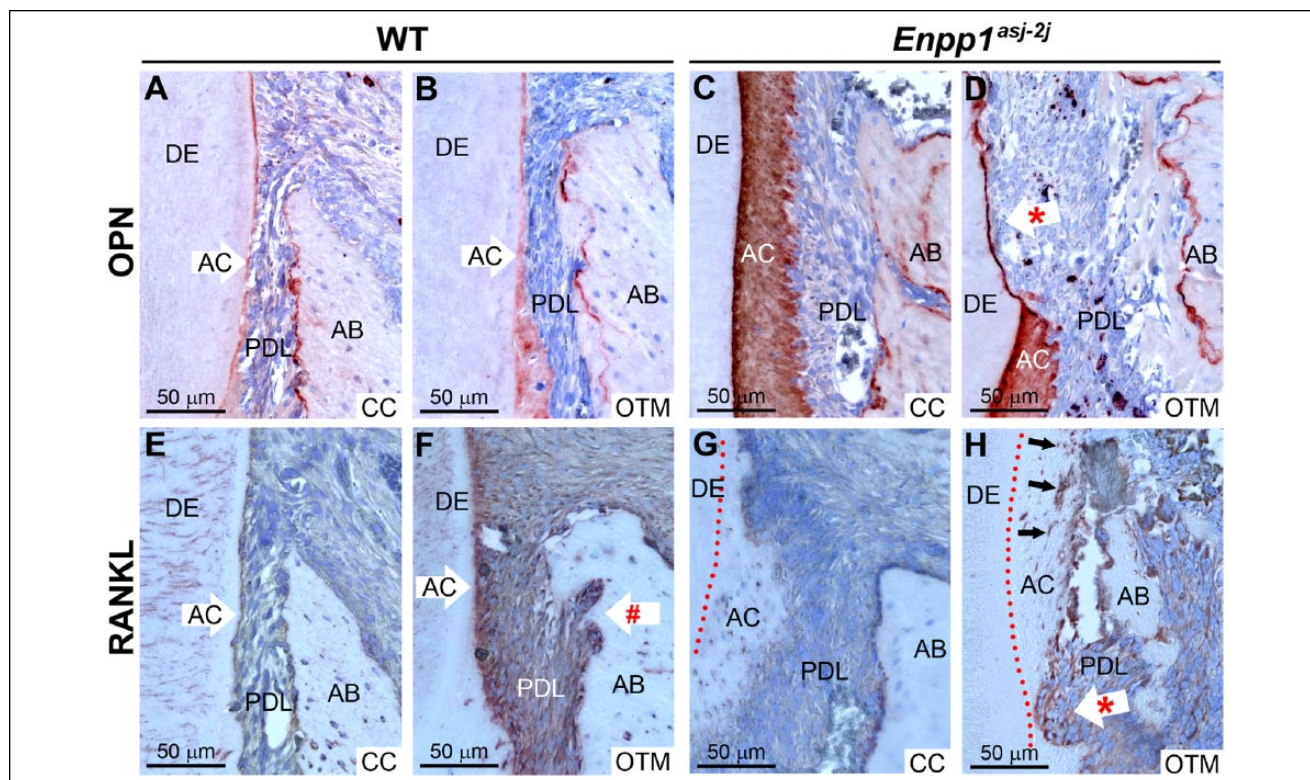 WT
Enpp1asj-2j
OPN
A
DE
AC
PDL
AB
50 μm
CC
B
DE
AC
PDL
AB
50 μm
OTM
C
DE
AC
PDL
AB
50 μm
CC
D
*
DE
AC
PDL
AB
50 μm
OTM
RANKL
E
DE
AC
PDL
AB
50 μm
CC
F
DE
AC
#
PDL
AB
50 μm
OTM
G
DE
AC
PDL
AB
50 μm
CC
H
DE
AC
AB
PDL
*
50 μm
OTM